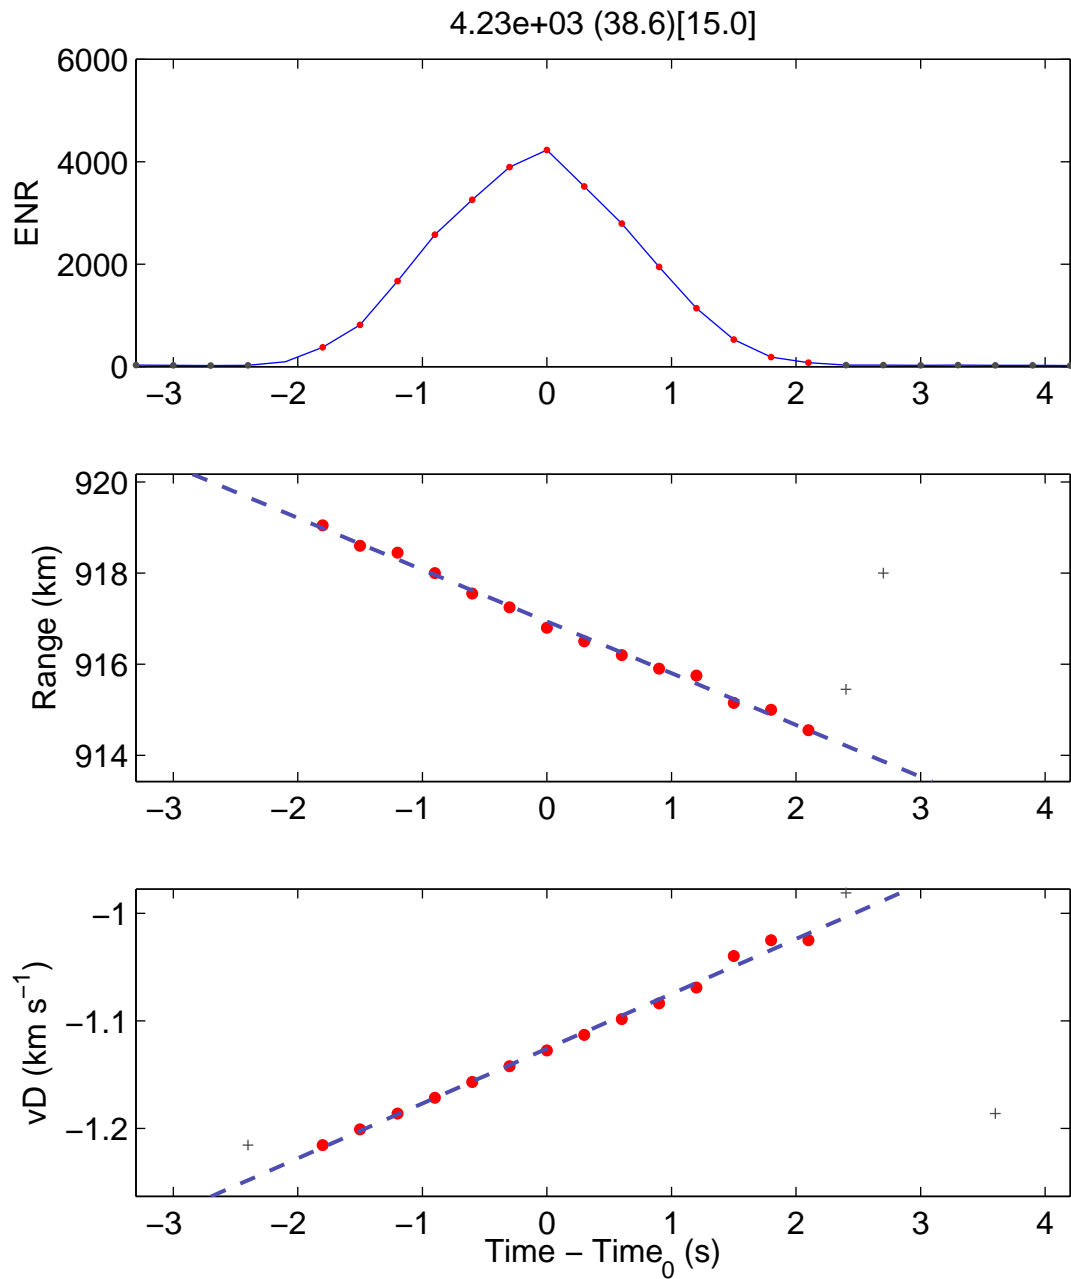 4.23e+03 (38.6)[15.0]
6000
4000
2000
0
ENR
−3 −2 −1 0 1 2 3 4
920
918
916
914
Range (km)
−3 −2 −1 0 1 2 3 4
−1
−1.1
−1.2
vD (km s⁻¹)
−3 −2 −1 0 1 2 3 4
Time − Time₀ (s)